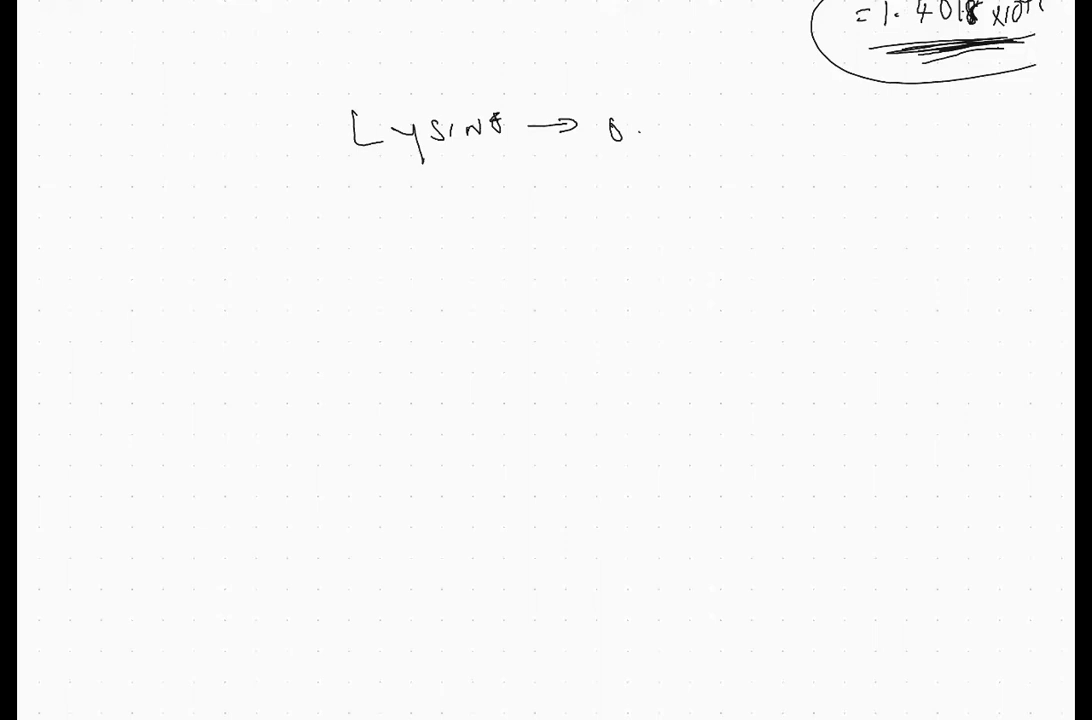 = 1.4018 x10
Lysine → 0.